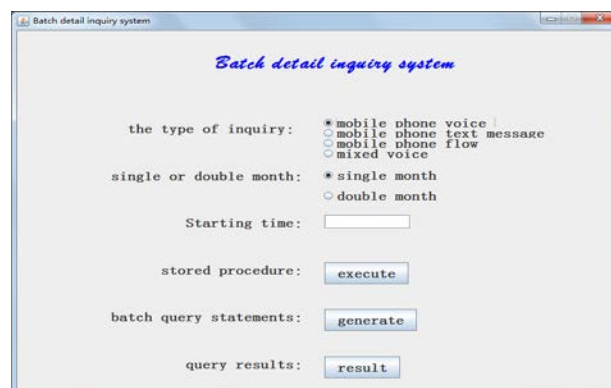 Batch detail inquiry system
Batch detail inquiry system
the type of inquiry:
mobile phone voice
mobile phone text message
mobile phone flow
mixed voice
single or double month:
single month
double month
Starting time:
stored procedure:
execute
batch query statements:
generate
query results:
result